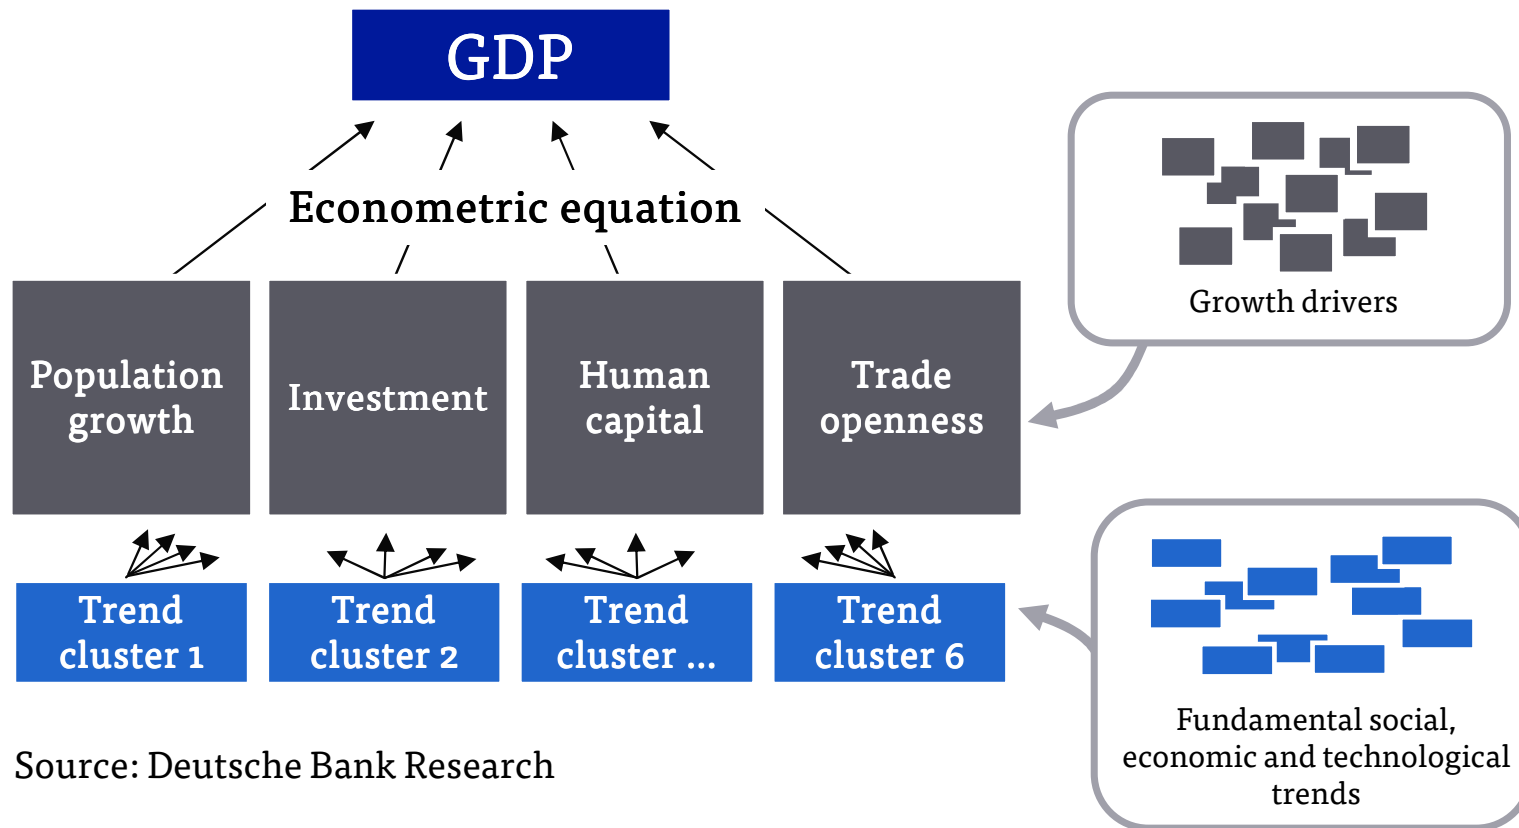 GDP
Econometric equation
Population
growth
Investment
Human
capital
Trade
openness
Growth drivers
Trend
cluster 1
Trend
cluster 2
Trend
cluster ...
Trend
cluster 6
Fundamental social,
economic and technological
trends
Source: Deutsche Bank Research